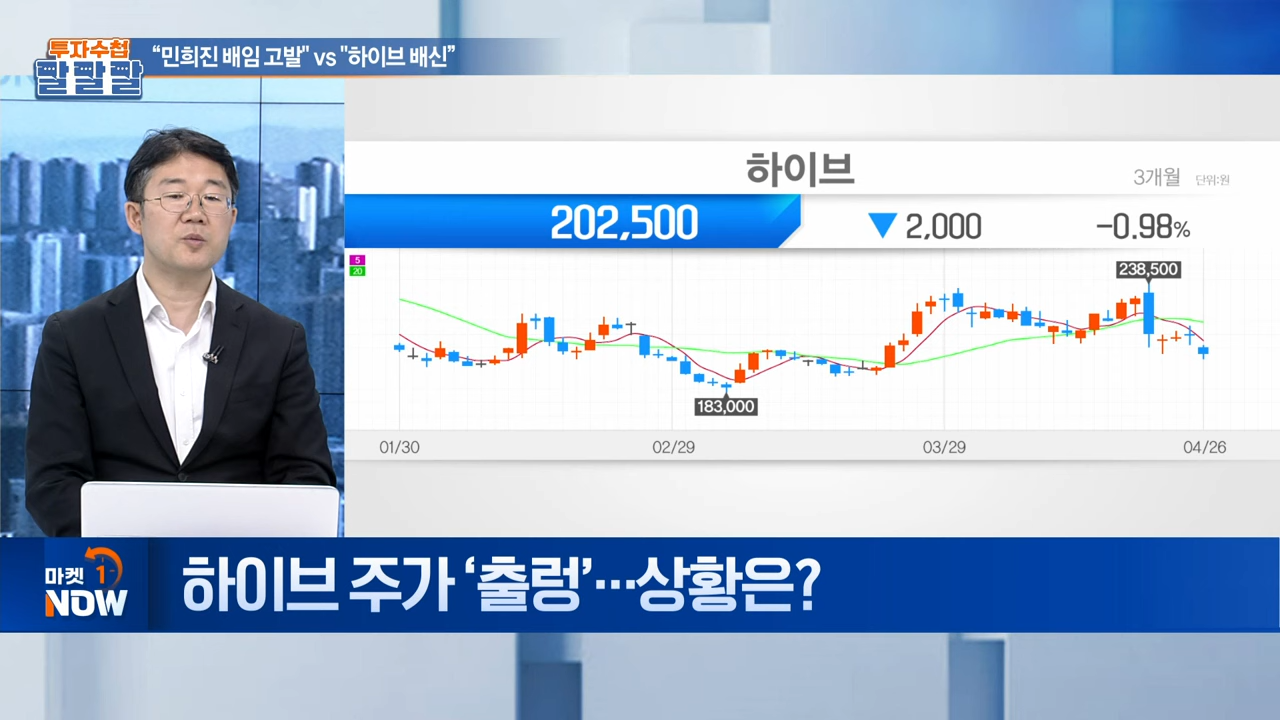 투자수첩
팔팔팔
“민희진 배임 고발" vs "하이브 배신”
하이브
3개월 단위:원
202,500 ▼ 2,000 -0.98%
5
20
238,500
183,000
01/30 02/29 03/29 04/26
마켓 1
NOW
하이브 주가 ‘출렁’…상황은?